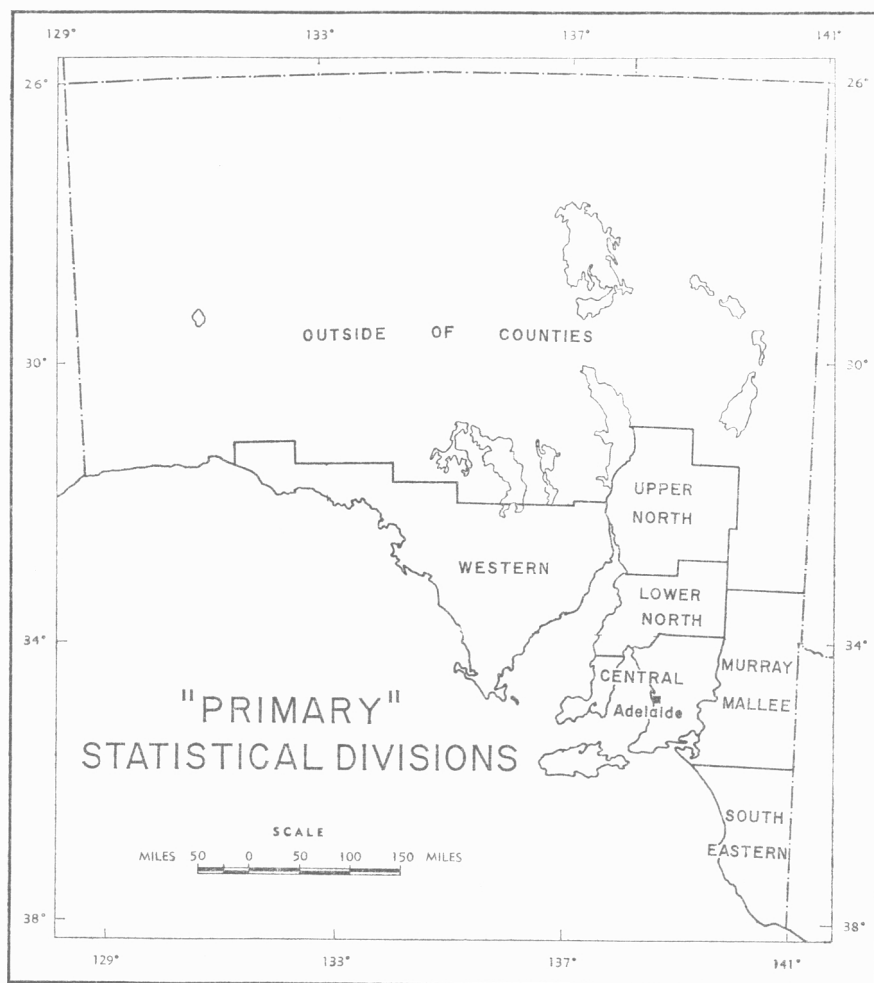 129° 133° 137° 141°
26° 26°
OUTSIDE OF COUNTIES
30° 30°
UPPER
NORTH
WESTERN
LOWER
NORTH
34° 34°
MURRAY
MALLEE
CENTRAL
Adelaide
"PRIMARY"
STATISTICAL DIVISIONS
SOUTH
EASTERN
SCALE
MILES 50 0 50 100 150 MILES
38° 38°
129° 133° 137° 141°